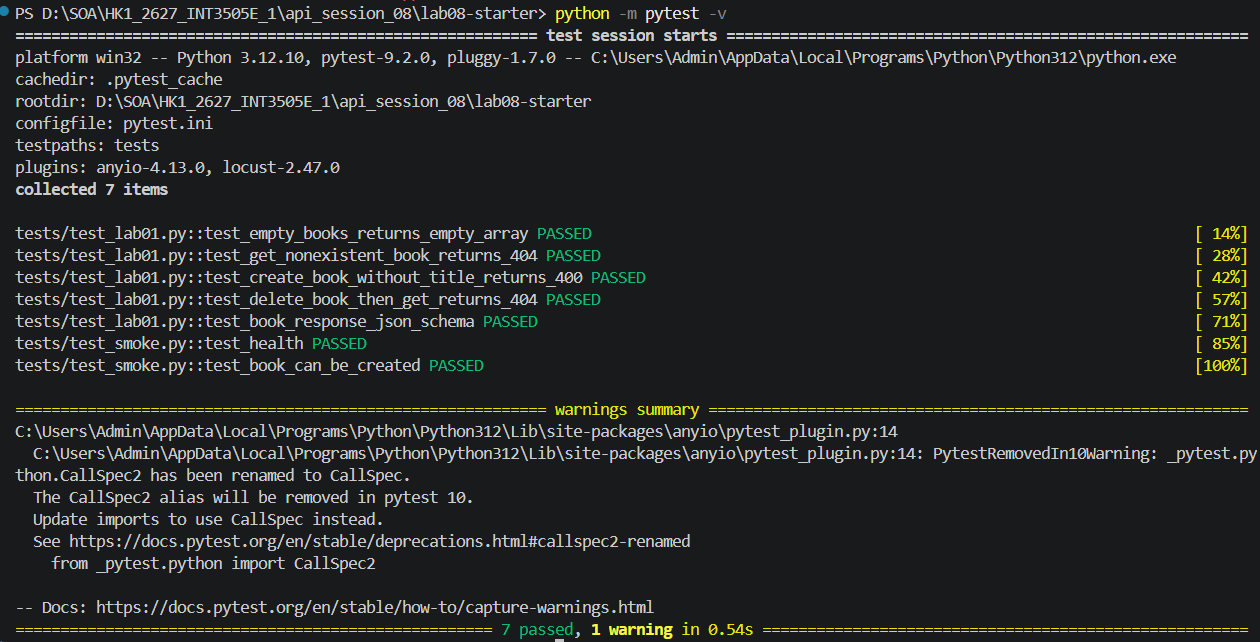 PS D:\SOA\HK1_2627_INT3505E_1\api_session_08\lab08-starter> python -m pytest -v
========================================================== test session starts ==========================================================
platform win32 -- Python 3.12.10, pytest-9.2.0, pluggy-1.7.0 -- C:\Users\Admin\AppData\Local\Programs\Python\Python312\python.exe
cachedir: .pytest_cache
rootdir: D:\SOA\HK1_2627_INT3505E_1\api_session_08\lab08-starter
configfile: pytest.ini
testpaths: tests
plugins: anyio-4.13.0, locust-2.47.0
collected 7 items
tests/test_lab01.py::test_empty_books_returns_empty_array PASSED [ 14%]
tests/test_lab01.py::test_get_nonexistent_book_returns_404 PASSED [ 28%]
tests/test_lab01.py::test_create_book_without_title_returns_400 PASSED [ 42%]
tests/test_lab01.py::test_delete_book_then_get_returns_404 PASSED [ 57%]
tests/test_lab01.py::test_book_response_json_schema PASSED [ 71%]
tests/test_smoke.py::test_health PASSED [ 85%]
tests/test_smoke.py::test_book_can_be_created PASSED [100%]
=========================================================== warnings summary ============================================================
C:\Users\Admin\AppData\Local\Programs\Python\Python312\Lib\site-packages\anyio\pytest_plugin.py:14
C:\Users\Admin\AppData\Local\Programs\Python\Python312\Lib\site-packages\anyio\pytest_plugin.py:14: PytestRemovedIn10Warning: _pytest.py
thon.CallSpec2 has been renamed to CallSpec.
The CallSpec2 alias will be removed in pytest 10.
Update imports to use CallSpec instead.
See https://docs.pytest.org/en/stable/deprecations.html#callspec2-renamed
from _pytest.python import CallSpec2
-- Docs: https://docs.pytest.org/en/stable/how-to/capture-warnings.html
===================================================== 7 passed, 1 warning in 0.54s ======================================================